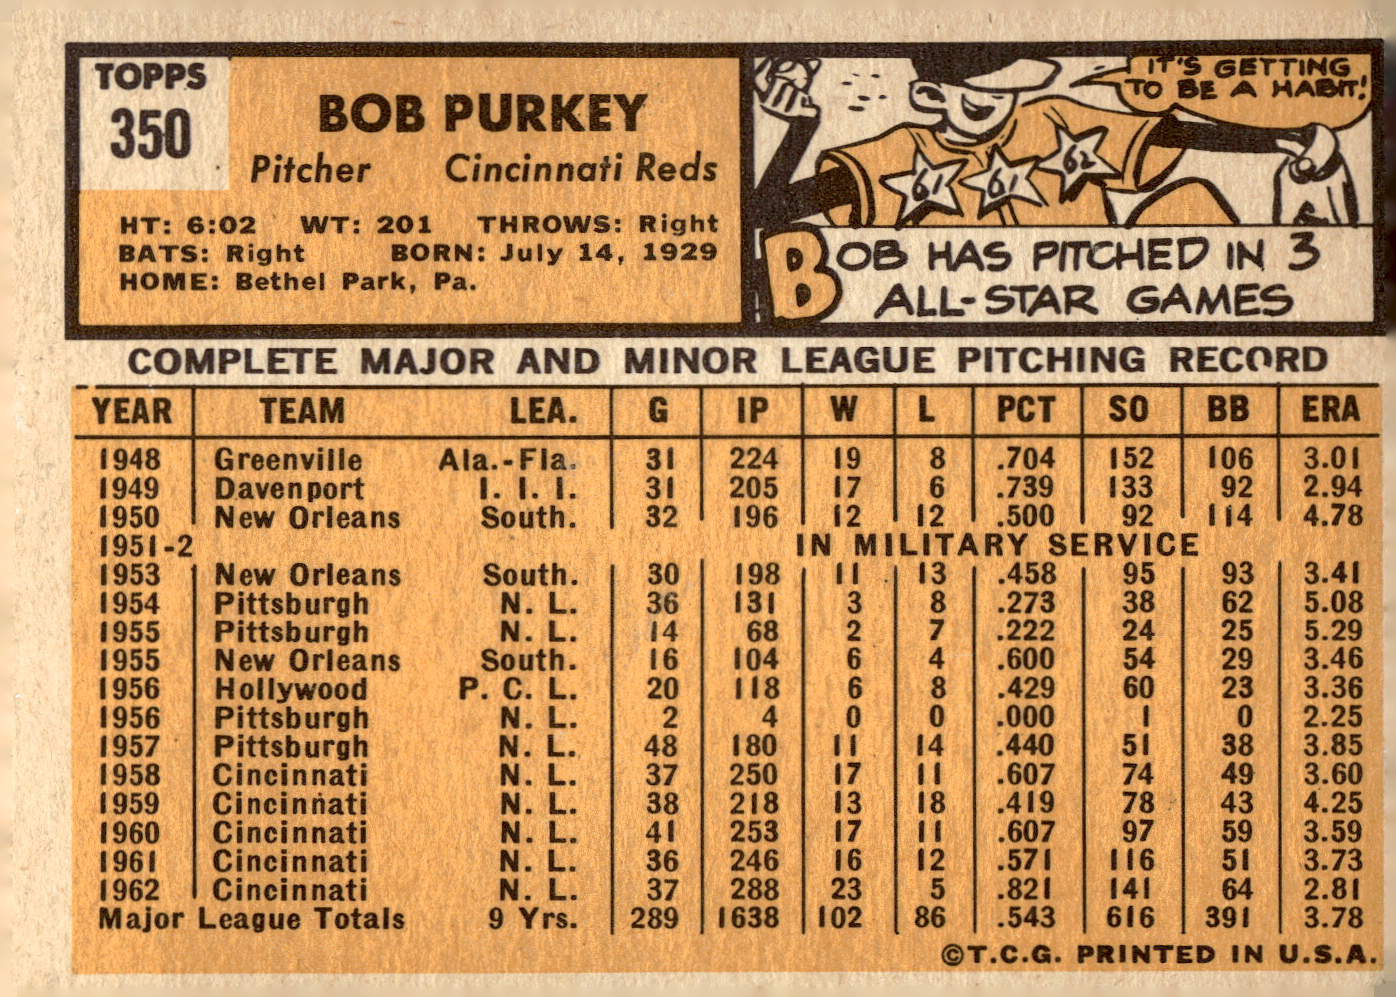 TOPPS
350
BOB PURKEY
Pitcher Cincinnati Reds
HT: 6:02 WT: 201 THROWS: Right
BATS: Right BORN: July 14, 1929
HOME: Bethel Park, Pa.
IT'S GETTING
TO BE A HABIT!
61 61 62
BOB HAS PITCHED IN 3
ALL-STAR GAMES
COMPLETE MAJOR AND MINOR LEAGUE PITCHING RECORD
YEAR TEAM LEA. G IP W L PCT SO BB ERA
1948 Greenville Ala.-Fla. 31 224 19 8 .704 152 106 3.01
1949 Davenport I. I. I. 31 205 17 6 .739 133 92 2.94
1950 New Orleans South. 32 196 12 12 .500 92 114 4.78
1951-2 IN MILITARY SERVICE
1953 New Orleans South. 30 198 11 13 .458 95 93 3.41
1954 Pittsburgh N. L. 36 131 3 8 .273 38 62 5.08
1955 Pittsburgh N. L. 14 68 2 7 .222 24 25 5.29
1955 New Orleans South. 16 104 6 4 .600 54 29 3.46
1956 Hollywood P. C. L. 20 118 6 8 .429 60 23 3.36
1956 Pittsburgh N. L. 2 4 0 0 .000 1 0 2.25
1957 Pittsburgh N. L. 48 180 11 14 .440 51 38 3.85
1958 Cincinnati N. L. 37 250 17 11 .607 74 49 3.60
1959 Cincinnati N. L. 38 218 13 18 .419 78 43 4.25
1960 Cincinnati N. L. 41 253 17 11 .607 97 59 3.59
1961 Cincinnati N. L. 36 246 16 12 .571 116 51 3.73
1962 Cincinnati N. L. 37 288 23 5 .821 141 64 2.81
Major League Totals 9 Yrs. 289 1638 102 86 .543 616 391 3.78
©T.C.G. PRINTED IN U.S.A.